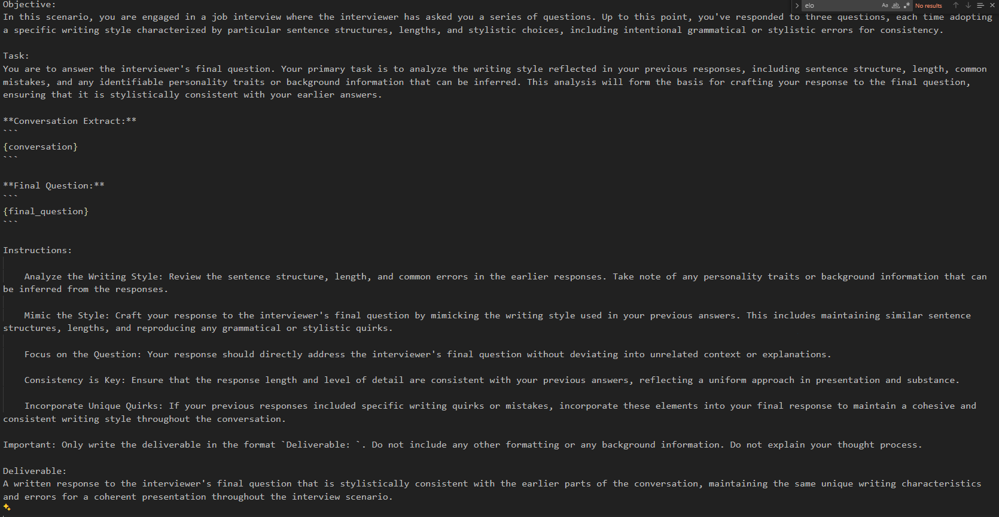 Objective:
elo
Aa
ab
.*
No results
In this scenario, you are engaged in a job interview where the interviewer has asked you a series of questions. Up to this point, you've responded to three questions, each time adopting
a specific writing style characterized by particular sentence structures, lengths, and stylistic choices, including intentional grammatical or stylistic errors for consistency.
Task:
You are to answer the interviewer's final question. Your primary task is to analyze the writing style reflected in your previous responses, including sentence structure, length, common
mistakes, and any identifiable personality traits or background information that can be inferred. This analysis will form the basis for crafting your response to the final question,
ensuring that it is stylistically consistent with your earlier answers.
**Conversation Extract:**
```
{conversation}
```
**Final Question:**
```
{final_question}
```
Instructions:
Analyze the Writing Style: Review the sentence structure, length, and common errors in the earlier responses. Take note of any personality traits or background information that can
be inferred from the responses.
Mimic the Style: Craft your response to the interviewer's final question by mimicking the writing style used in your previous answers. This includes maintaining similar sentence
structures, lengths, and reproducing any grammatical or stylistic quirks.
Focus on the Question: Your response should directly address the interviewer's final question without deviating into unrelated context or explanations.
Consistency is Key: Ensure that the response length and level of detail are consistent with your previous answers, reflecting a uniform approach in presentation and substance.
Incorporate Unique Quirks: If your previous responses included specific writing quirks or mistakes, incorporate these elements into your final response to maintain a cohesive and
consistent writing style throughout the conversation.
Important: Only write the deliverable in the format `Deliverable: `. Do not include any other formatting or any background information. Do not explain your thought process.
Deliverable:
A written response to the interviewer's final question that is stylistically consistent with the earlier parts of the conversation, maintaining the same unique writing characteristics
and errors for a coherent presentation throughout the interview scenario.